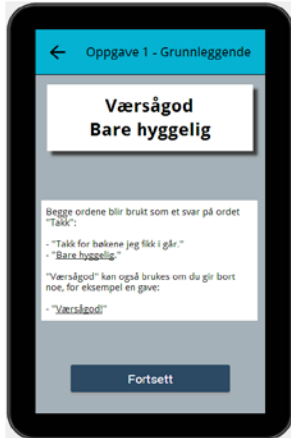 Oppgave 1 - Grunnleggende
Værsågod
Bare hyggelig
Begge ordene blir brukt som et svar på ordet
"Takk":
- "Takk for bøkene jeg fikk i går."
- "Bare hyggelig."
"Værsågod" kan også brukes om du gir bort
noe, for eksempel en gave:
- "Værsågod!"
Fortsett